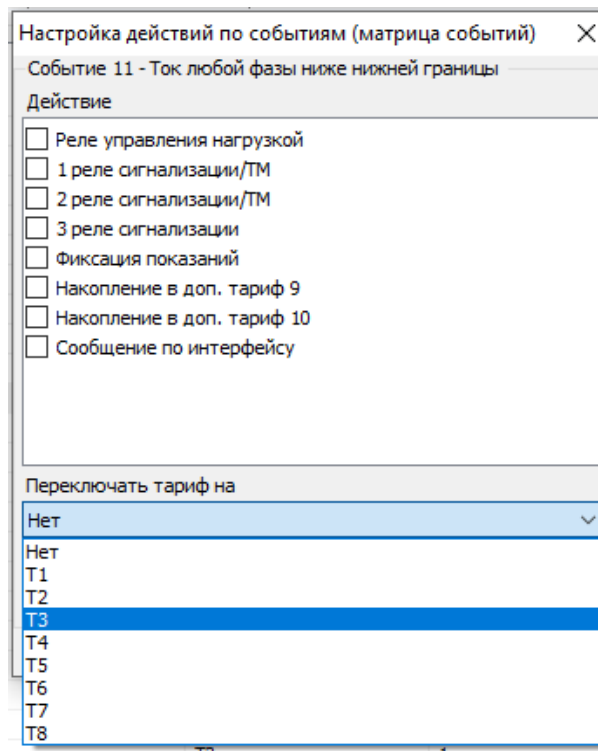 Настройка действий по событиям (матрица событий)
Событие 11 - Ток любой фазы ниже нижней границы
Действие
Реле управления нагрузкой
1 реле сигнализации/ТМ
2 реле сигнализации/ТМ
3 реле сигнализации
Фиксация показаний
Накопление в доп. тариф 9
Накопление в доп. тариф 10
Сообщение по интерфейсу
Переключать тариф на
Нет
Нет
Т1
Т2
Т3
Т4
Т5
Т6
Т7
Т8